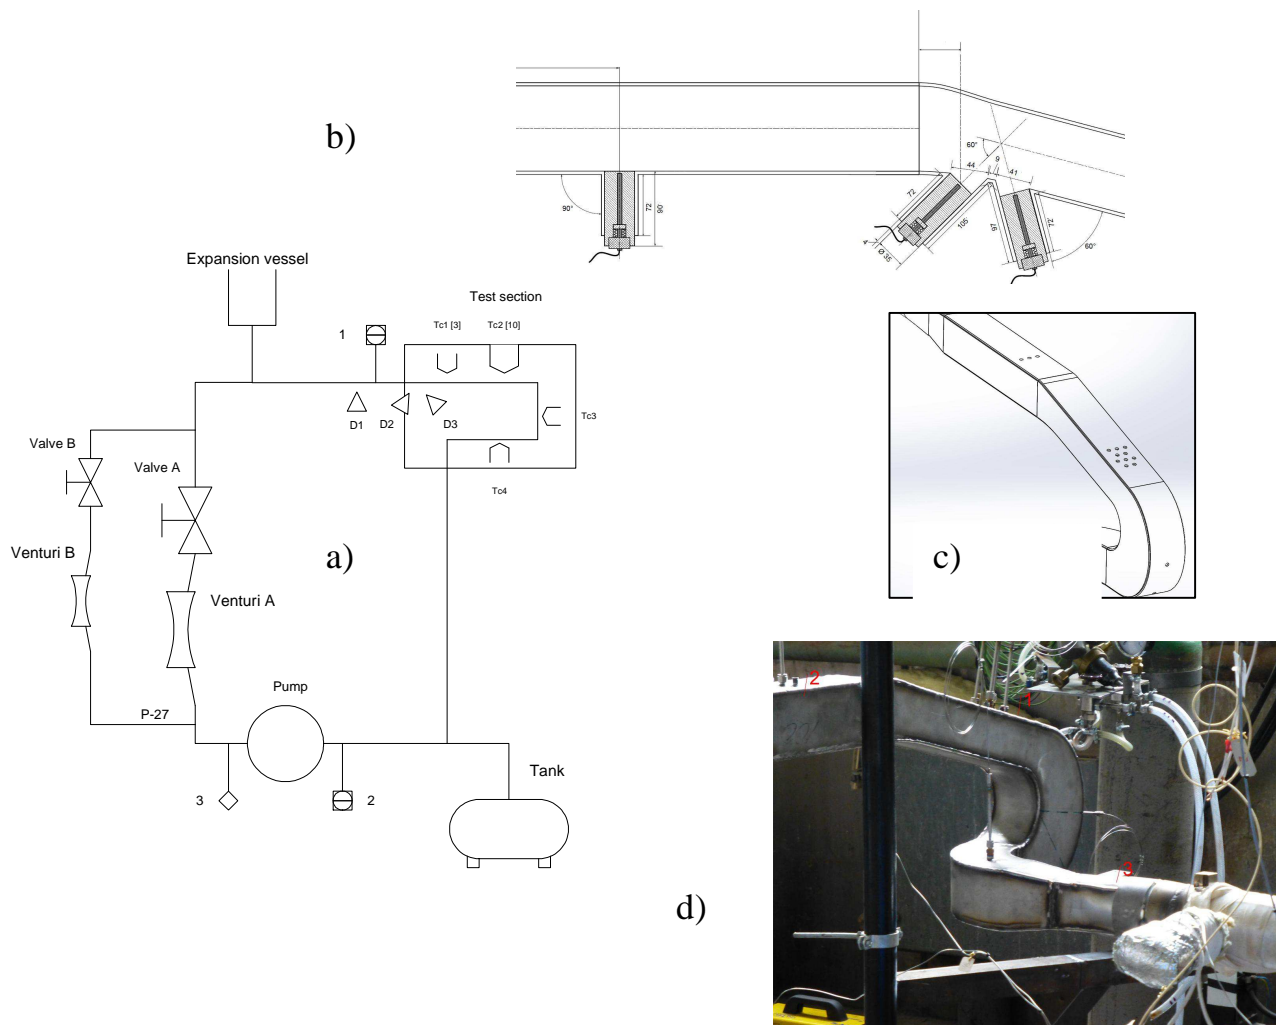 b)
60°
9
44
41
72
90°
72
90
105
97
72
60°
4
Ø 35
Expansion vessel
Test section
1
Tc1 [3]
Tc2 [10]
D1
D2
D3
Tc3
Valve B
Valve A
Tc4
Venturi B
a)
c)
Venturi A
Pump
P-27
Tank
3
2
2
1
3
d)